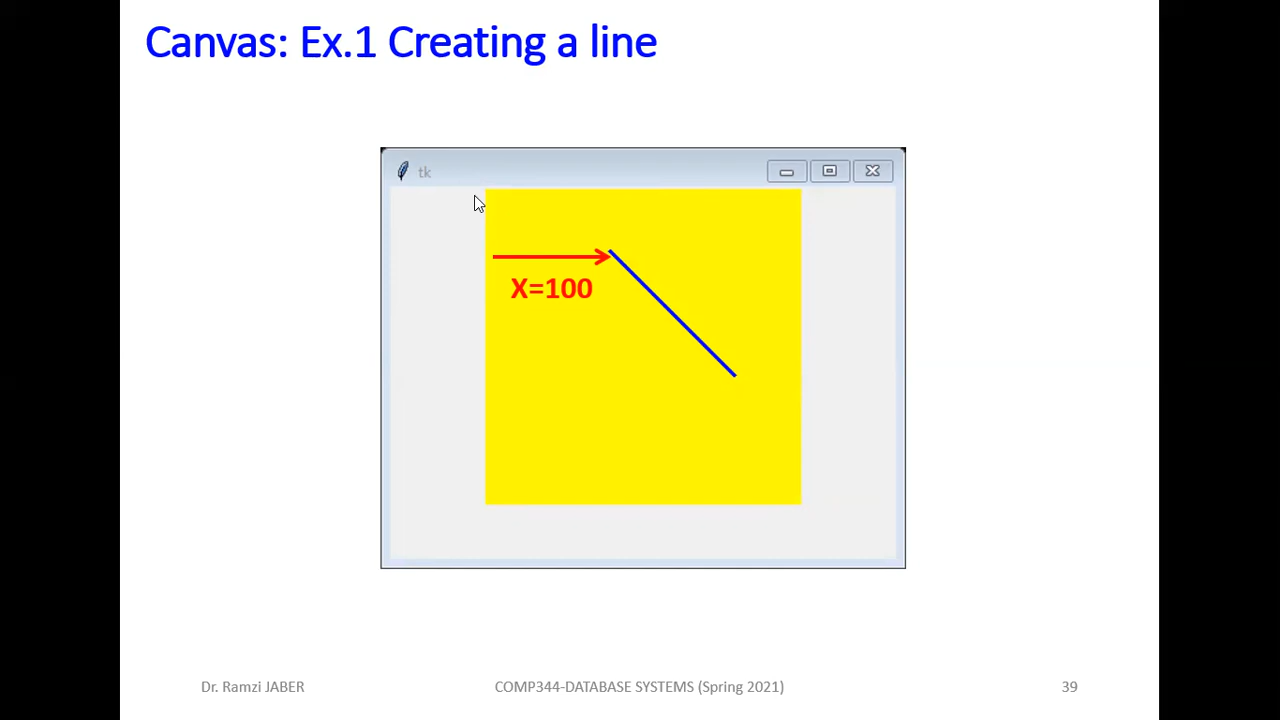 Canvas: Ex.1 Creating a line
tk
X=100
Dr. Ramzi JABER
COMP344-DATABASE SYSTEMS (Spring 2021)
39